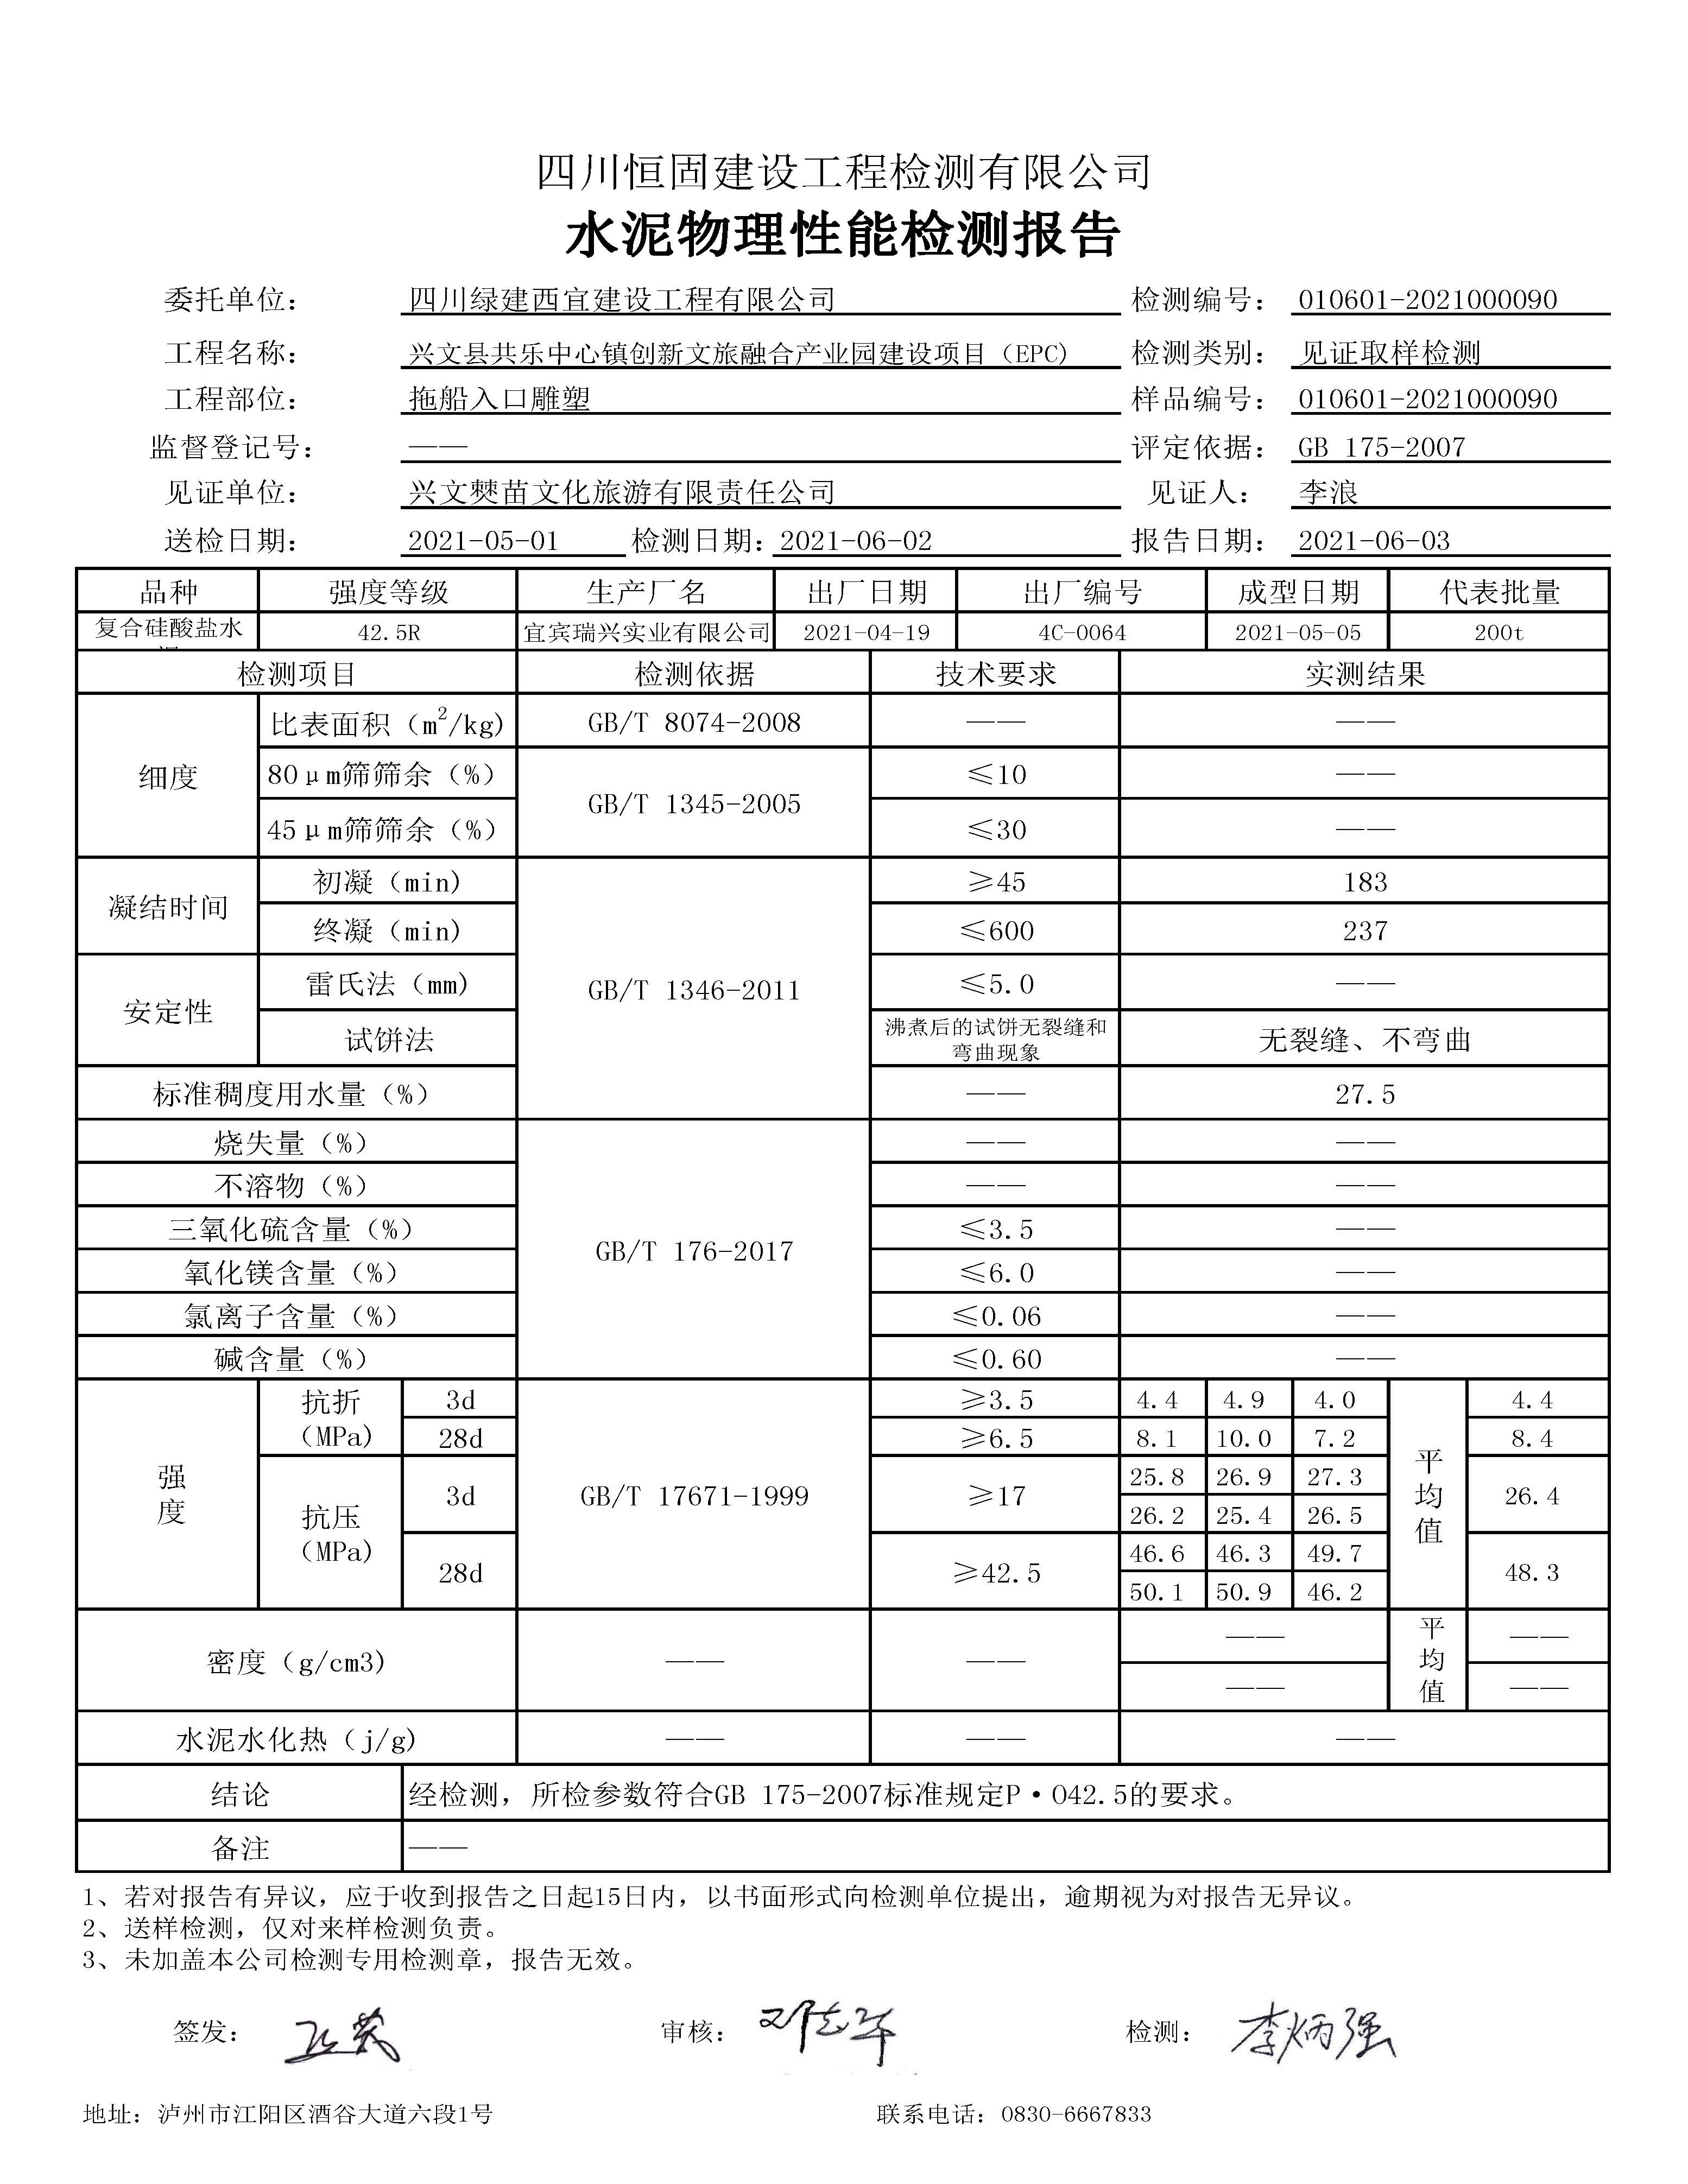 四川恒固建设工程检测有限公司
水泥物理性能检测报告
委托单位： 四川绿建西宜建设工程有限公司 检测编号： 010601-2021000090
工程名称： 兴文县共乐中心镇创新文旅融合产业园建设项目（EPC） 检测类别： 见证取样检测
工程部位： 拖船入口雕塑 样品编号： 010601-2021000090
监督登记号： —— 评定依据： GB 175-2007
见证单位： 兴文僰苗文化旅游有限责任公司 见证人： 李浪
送检日期： 2021-05-01 检测日期： 2021-06-02 报告日期： 2021-06-03
品种 强度等级 生产厂名 出厂日期 出厂编号 成型日期 代表批量
复合硅酸盐水 42.5R 宜宾瑞兴实业有限公司 2021-04-19 4C-0064 2021-05-05 200t
检测项目 检测依据 技术要求 实测结果
细度 比表面积（m²/kg） GB/T 8074-2008 —— ——
80μm筛筛余（%） GB/T 1345-2005 ≤10 ——
45μm筛筛余（%） ≤30 ——
凝结时间 初凝（min） GB/T 1346-2011 ≥45 183
终凝（min） ≤600 237
安定性 雷氏法（mm） ≤5.0 ——
试饼法 沸煮后的试饼无裂缝和
弯曲现象 无裂缝、不弯曲
标准稠度用水量（%） —— 27.5
烧失量（%） GB/T 176-2017 —— ——
不溶物（%） —— ——
三氧化硫含量（%） ≤3.5 ——
氧化镁含量（%） ≤6.0 ——
氯离子含量（%） ≤0.06 ——
碱含量（%） ≤0.60 ——
强度 抗折（MPa） 3d GB/T 17671-1999 ≥3.5 4.4 4.9 4.0 平均值 4.4
28d ≥6.5 8.1 10.0 7.2 8.4
抗压（MPa） 3d ≥17 25.8 26.9 27.3 26.4
26.2 25.4 26.5
28d ≥42.5 46.6 46.3 49.7 48.3
50.1 50.9 46.2
密度（g/cm3） —— —— —— 平均值 ——
—— ——
水泥水化热（j/g） —— —— ——
结论 经检测，所检参数符合GB 175-2007标准规定P·O42.5的要求。
备注 ——
1、若对报告有异议，应于收到报告之日起15日内，以书面形式向检测单位提出，逾期视为对报告无异议。
2、送样检测，仅对来样检测负责。
3、未加盖本公司检测专用检测章，报告无效。
签发： 审核： 检测： 李炳强
地址：泸州市江阳区酒谷大道六段1号 联系电话：0830-6667833